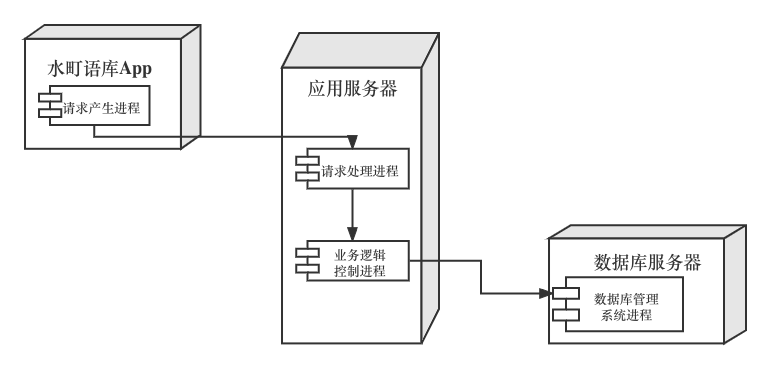 水町语库App
请求产生进程
应用服务器
请求处理进程
业务逻辑
控制进程
数据库服务器
数据库管理
系统进程